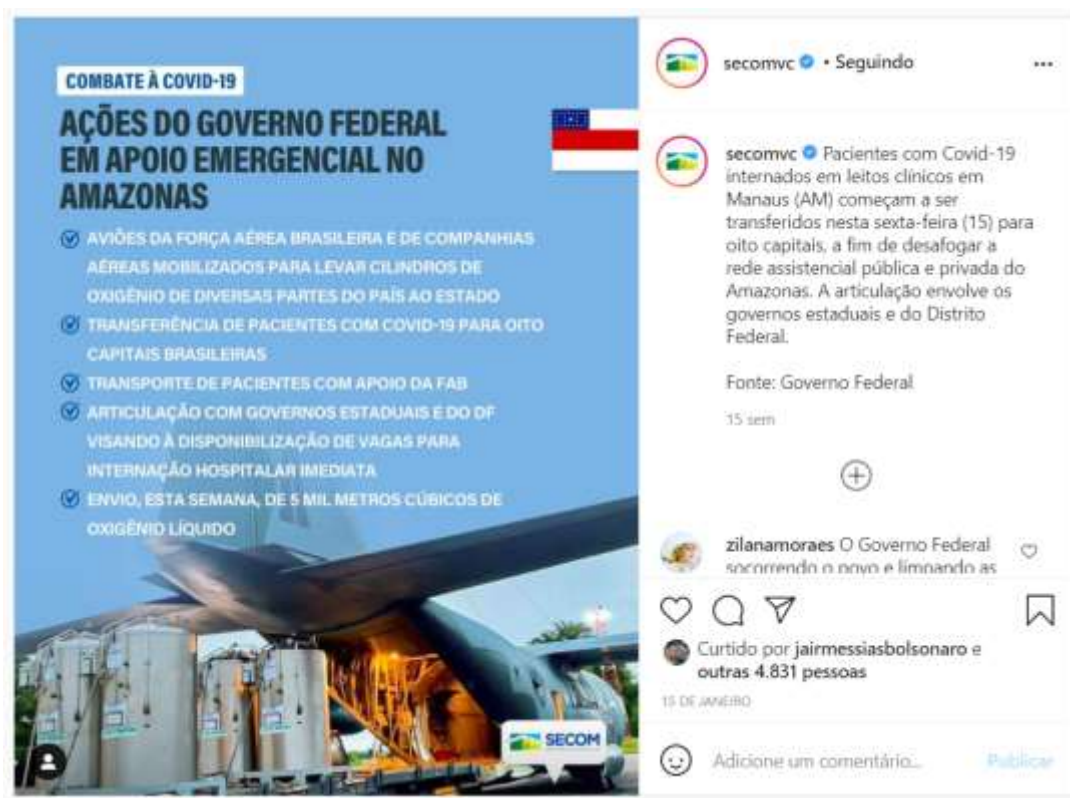 COMBATE À COVID-19
AÇÕES DO GOVERNO FEDERAL
EM APOIO EMERGENCIAL NO
AMAZONAS
AVIÕES DA FORÇA AÉREA BRASILEIRA E DE COMPANHIAS
AÉREAS MOBILIZADOS PARA LEVAR CILINDROS DE
OXIGÊNIO DE DIVERSAS PARTES DO PAÍS AO ESTADO
TRANSFERÊNCIA DE PACIENTES COM COVID-19 PARA OITO
CAPITAIS BRASILEIRAS
TRANSPORTE DE PACIENTES COM APOIO DA FAB
ARTICULAÇÃO COM GOVERNOS ESTADUAIS E DO DF
VISANDO À DISPONIBILIZAÇÃO DE VAGAS PARA
INTERNAÇÃO HOSPITALAR IMEDIATA
ENVIO, ESTA SEMANA, DE 5 MIL METROS CÚBICOS DE
OXIGÊNIO LÍQUIDO
SECOM
secomvc • Seguindo
secomvc Pacientes com Covid-19
internados em leitos clínicos em
Manaus (AM) começam a ser
transferidos nesta sexta-feira (15) para
oito capitais, a fim de desafogar a
rede assistencial pública e privada do
Amazonas. A articulação envolve os
governos estaduais e do Distrito
Federal.
Fonte: Governo Federal
15 sem
zilanamoraes O Governo Federal
socorrendo o povo e limpando as
Curtido por jairmessiasbolsonaro e
outras 4.831 pessoas
15 DE JANEIRO
Adicione um comentário...
Publicar